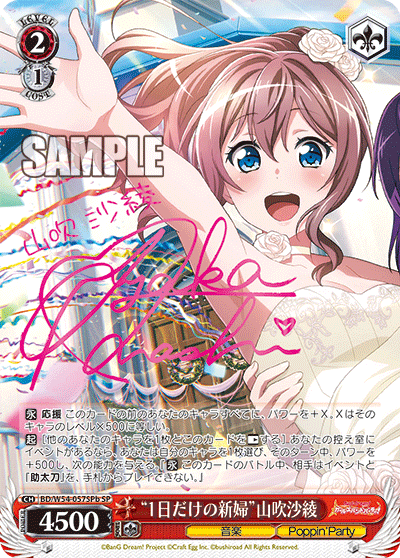 LEVEL
2
1
COST
SAMPLE
山吹 沙綾
Ayaka
Ohashi
永 応援 このカードの前のあなたのキャラすべてに、パワーを+X。Xはその
キャラのレベル×500に等しい。
起 [他のあなたのキャラを1枚とこのカードを する] あなたの控え室に
イベントがあるなら、あなたは自分のキャラを1枚選び、そのターン中、パワーを
+500し、次の能力を与える。『永 このカードのバトル中、相手はイベントと
「助太刀」を、手札からプレイできない。』
CH BD/W54-057SPb SP
4500
“1日だけの新婦”山吹沙綾
音楽
Poppin'Party
©BanG Dream! Project ©Craft Egg Inc. ©bushiroad All Rights Reserved.